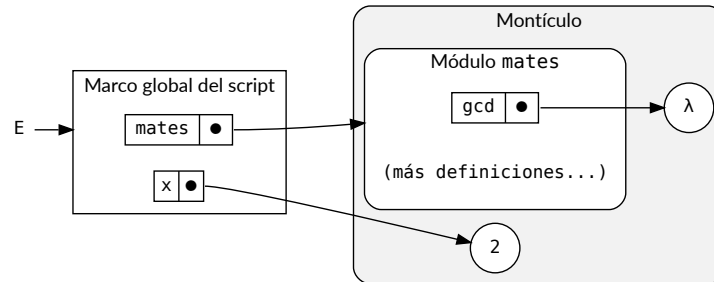 Montículo
Marco global del script
Módulo mates
E
mates
gcd
λ
x
(más definiciones...)
2